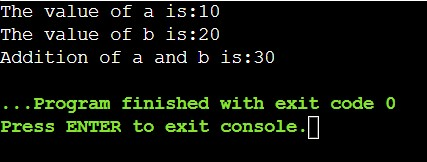 The value of a is:10
The value of b is:20
Addition of a and b is:30
...Program finished with exit code 0
Press ENTER to exit console.